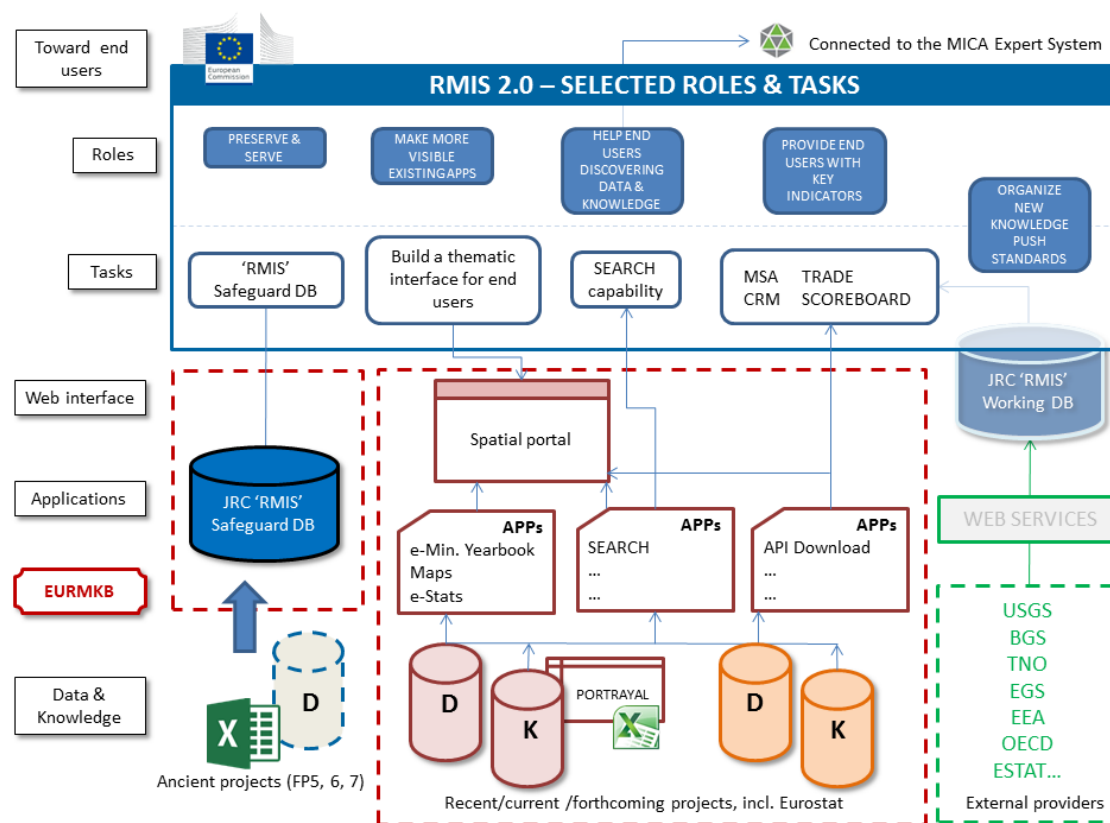 Toward end
users
European
Commission
Connected to the MICA Expert System
RMIS 2.0 – SELECTED ROLES & TASKS
Roles
PRESERVE &
SERVE
MAKE MORE
VISIBLE
EXISTING APPS
HELP END
USERS
DISCOVERING
DATA &
KNOWLEDGE
PROVIDE END
USERS WITH
KEY
INDICATORS
ORGANIZE
NEW
KNOWLEDGE
PUSH
STANDARDS
Tasks
‘RMIS’
Safeguard DB
Build a thematic
interface for end
users
SEARCH
capability
MSA TRADE
CRM SCOREBOARD
Web interface
Spatial portal
JRC ‘RMIS’
Working DB
Applications
JRC ‘RMIS’
Safeguard DB
APPs
e-Min. Yearbook
Maps
e-Stats
APPs
SEARCH
...
...
APPs
API Download
...
...
WEB SERVICES
EURMKB
USGS
BGS
TNO
EGS
EEA
OECD
ESTAT...
External providers
Data &
Knowledge
X
D
Ancient projects (FP5, 6, 7)
D
K
PORTRAYAL
X
D
K
Recent/current /forthcoming projects, incl. Eurostat